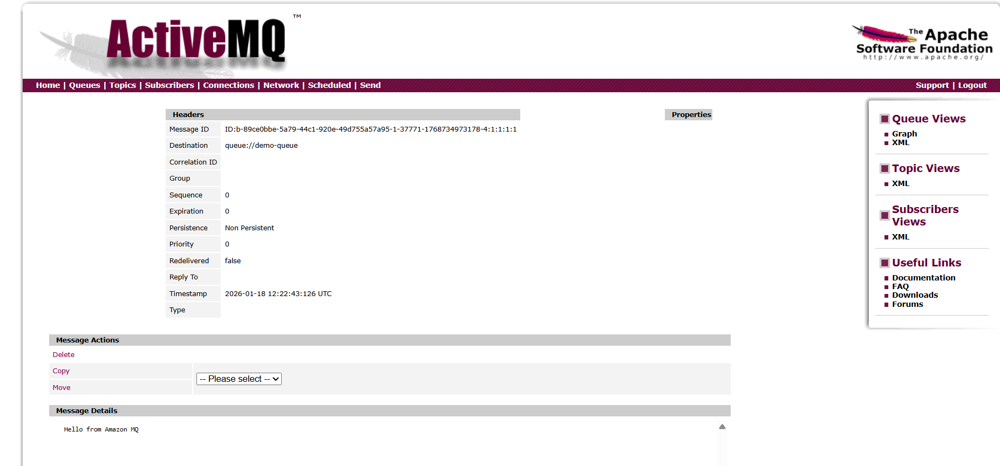 ActiveMQ ™
The Apache
Software Foundation
http://www.apache.org/
Home | Queues | Topics | Subscribers | Connections | Network | Scheduled | Send
Support | Logout
Headers
Message ID ID:b-89ce0bbe-5a79-44c1-920e-49d755a57a95-1-37771-1768734973178-4:1:1:1:1
Destination queue://demo-queue
Correlation ID
Group
Sequence 0
Expiration 0
Persistence Non Persistent
Priority 0
Redelivered false
Reply To
Timestamp 2026-01-18 12:22:43:126 UTC
Type
Properties
Message Actions
Delete
Copy
Move
-- Please select --
Message Details
Hello from Amazon MQ
Queue Views
Graph
XML
Topic Views
XML
Subscribers
Views
XML
Useful Links
Documentation
FAQ
Downloads
Forums